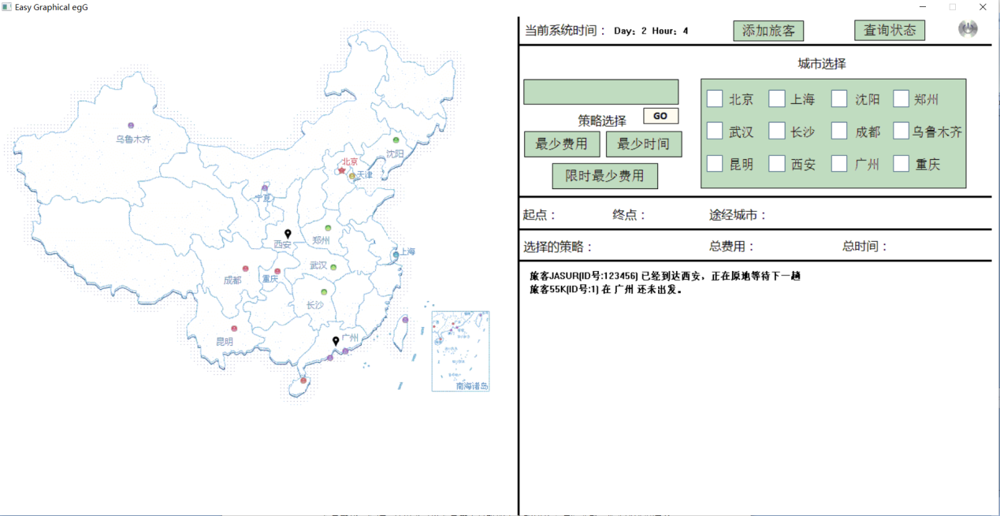 Easy Graphical egG
当前系统时间： Day：2 Hour：4
添加旅客
查询状态
城市选择
GO
策略选择
最少费用
最少时间
限时最少费用
北京
上海
沈阳
郑州
武汉
长沙
成都
乌鲁木齐
昆明
西安
广州
重庆
起点：
终点：
途经城市：
选择的策略：
总费用：
总时间：
旅客JASUR(ID号:123456) 已经到达西安，正在原地等待下一趟
旅客55K(ID号:1) 在 广州 还未出发。
乌鲁木齐
沈阳
北京
天津
宁夏
西安
郑州
上海
武汉
成都
重庆
长沙
昆明
广州
南海诸岛